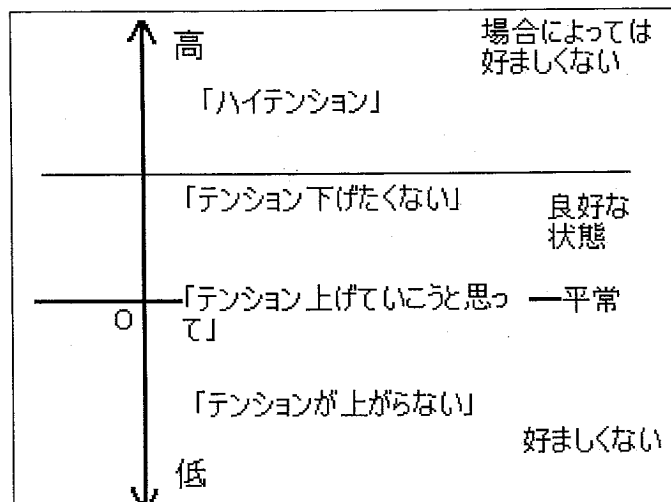 高
場合によっては
好ましくない
「ハイテンション」
「テンション下げたくない」
良好な
状態
「テンション上げていこうと思っ
て」
平常
0
「テンションが上がらない」
好ましくない
低